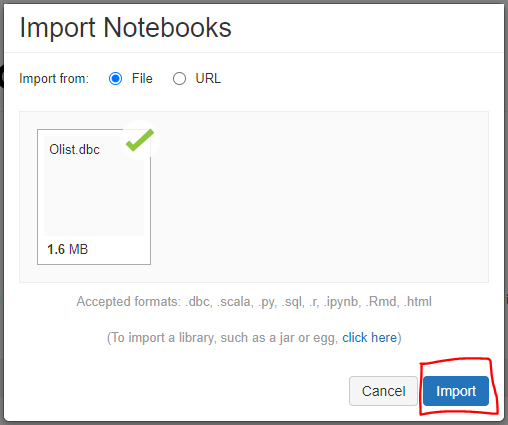 Import Notebooks
Import from: File URL
Olist.dbc
1.6 MB
Accepted formats: .dbc, .scala, .py, .sql, .r, .ipynb, .Rmd, .html
(To import a library, such as a jar or egg, click here)
Cancel Import